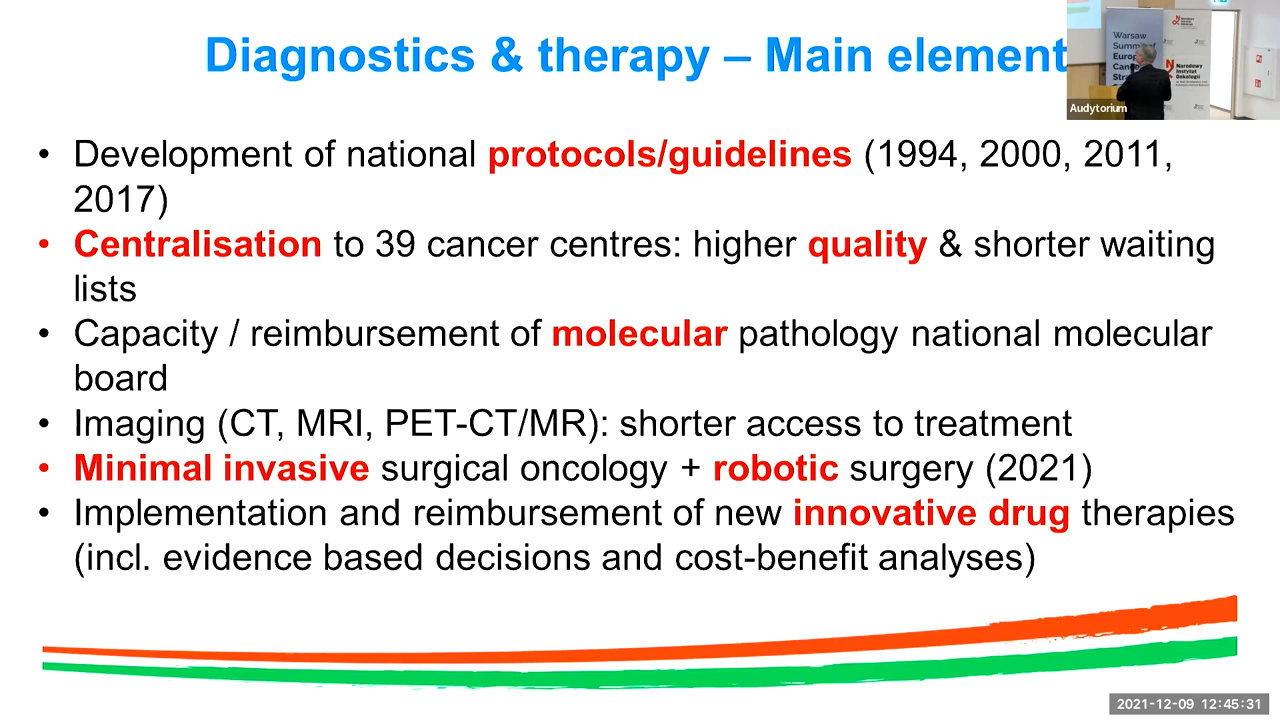 Diagnostics & therapy – Main element
Warsaw
Narodowy
Instytut
Onkologii
Audytorium
• Development of national protocols/guidelines (1994, 2000, 2011,
2017)
• Centralisation to 39 cancer centres: higher quality & shorter waiting
lists
• Capacity / reimbursement of molecular pathology national molecular
board
• Imaging (CT, MRI, PET-CT/MR): shorter access to treatment
• Minimal invasive surgical oncology + robotic surgery (2021)
• Implementation and reimbursement of new innovative drug therapies
(incl. evidence based decisions and cost-benefit analyses)
2021-12-09 12:45:31